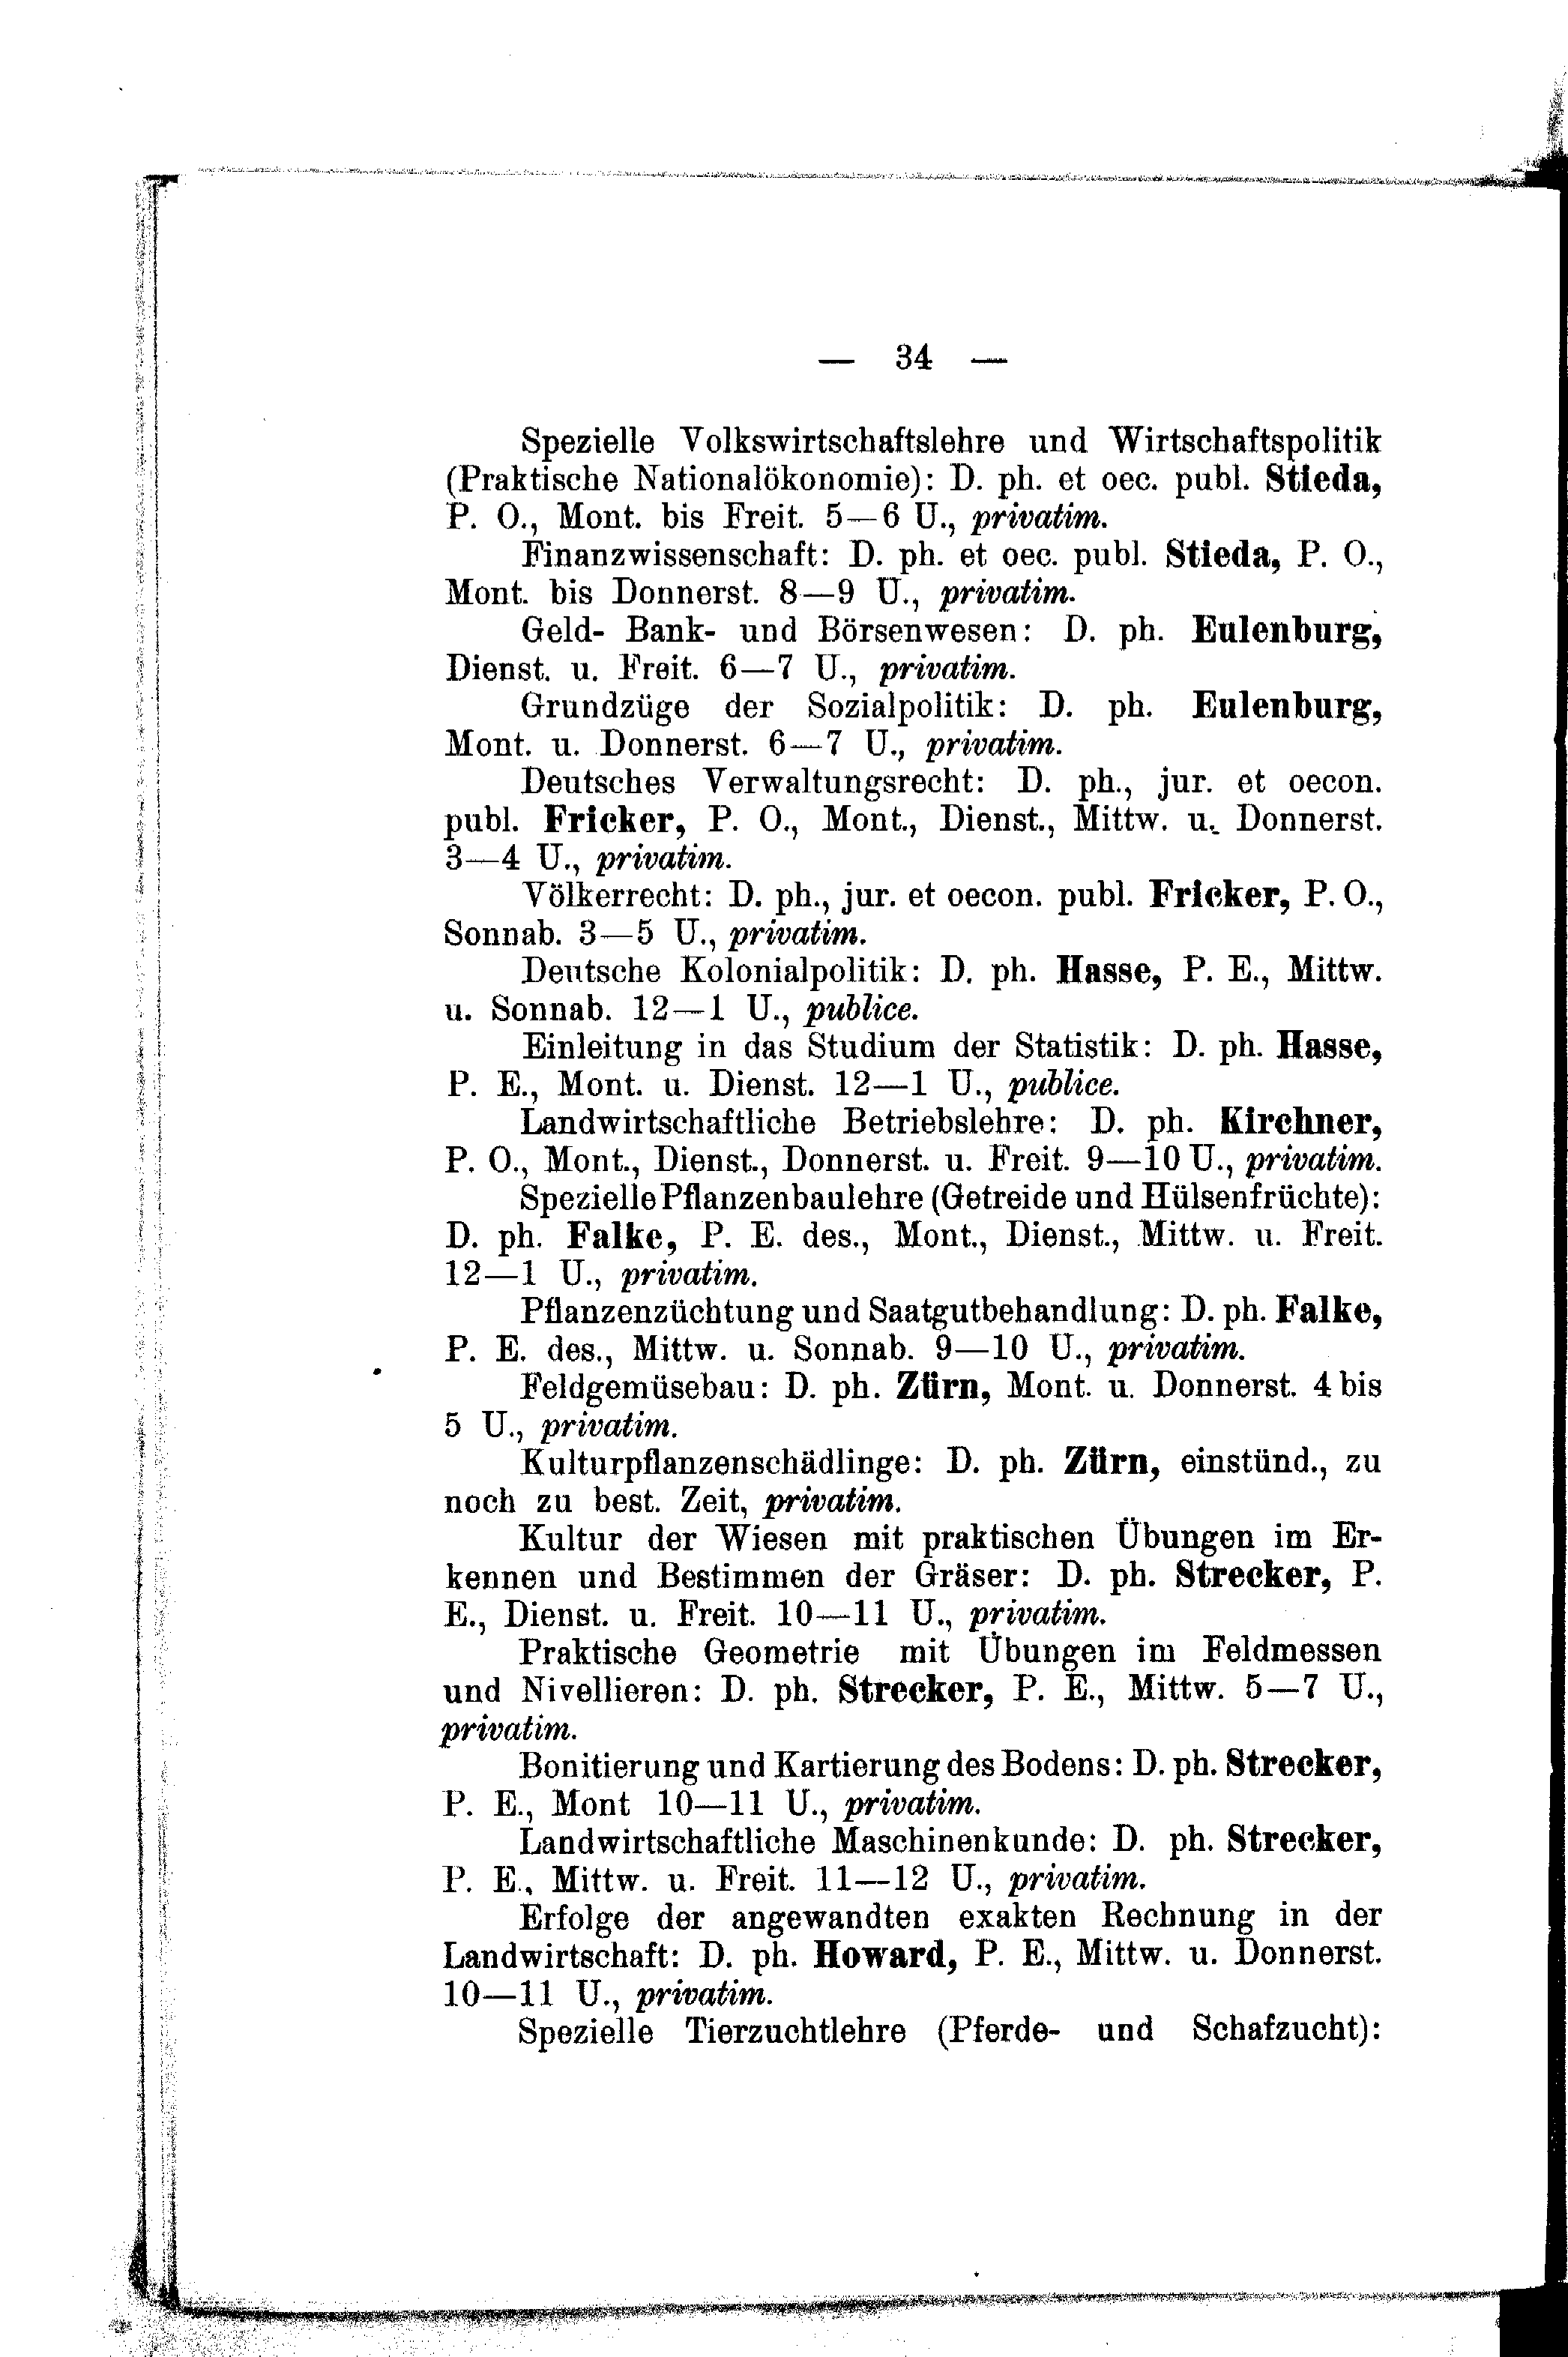 — 34 —
Spezielle Volkswirtschaftslehre und Wirtschaftspolitik
(Praktische Nationalökonomie): D. ph. et oec. publ. Stieda,
P. O., Mont. bis Freit. 5—6 U., privatim.
Finanzwissenschaft: D. ph. et oec. publ. Stieda, P. O.,
Mont. bis Donnerst. 8—9 U., privatim.
Geld- Bank- und Börsenwesen: D. ph. Eulenburg,
Dienst. u. Freit. 6—7 U., privatim.
Grundzüge der Sozialpolitik: D. ph. Eulenburg,
Mont. u. Donnerst. 6—7 U., privatim.
Deutsches Verwaltungsrecht: D. ph., jur. et oecon.
publ. Fricker, P. O., Mont., Dienst., Mittw. u. Donnerst.
3—4 U., privatim.
Völkerrecht: D. ph., jur. et oecon. publ. Fricker, P. O.,
Sonnab. 3—5 U., privatim.
Deutsche Kolonialpolitik: D. ph. Hasse, P. E., Mittw.
u. Sonnab. 12—1 U., publice.
Einleitung in das Studium der Statistik: D. ph. Hasse,
P. E., Mont. u. Dienst. 12—1 U., publice.
Landwirtschaftliche Betriebslehre: D. ph. Kirchner,
P. O., Mont., Dienst., Donnerst. u. Freit. 9—10 U., privatim.
Spezielle Pflanzenbaulehre (Getreide und Hülsenfrüchte):
D. ph. Falke, P. E. des., Mont., Dienst., Mittw. u. Freit.
12—1 U., privatim.
Pflanzenzüchtung und Saatgutbehandlung: D. ph. Falke,
P. E. des., Mittw. u. Sonnab. 9—10 U., privatim.
Feldgemüsebau: D. ph. Zürn, Mont. u. Donnerst. 4 bis
5 U., privatim.
Kulturpflanzenschädlinge: D. ph. Zürn, einstünd., zu
noch zu best. Zeit, privatim.
Kultur der Wiesen mit praktischen Übungen im Er-
kennen und Bestimmen der Gräser: D. ph. Strecker, P.
E., Dienst. u. Freit. 10—11 U., privatim.
Praktische Geometrie mit Übungen im Feldmessen
und Nivellieren: D. ph. Strecker, P. E., Mittw. 5—7 U.,
privatim.
Bonitierung und Kartierung des Bodens: D. ph. Strecker,
P. E., Mont 10—11 U., privatim.
Landwirtschaftliche Maschinenkunde: D. ph. Strecker,
P. E., Mittw. u. Freit. 11—12 U., privatim.
Erfolge der angewandten exakten Rechnung in der
Landwirtschaft: D. ph. Howard, P. E., Mittw. u. Donnerst.
10—11 U., privatim.
Spezielle Tierzuchtlehre (Pferde- und Schafzucht):